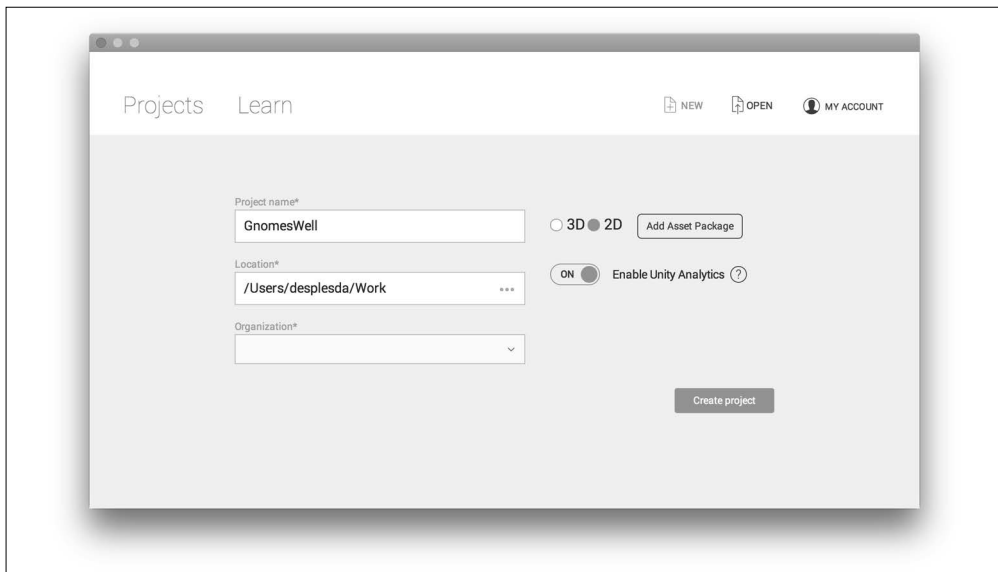 Projects Learn NEW OPEN MY ACCOUNT
Project name*
GnomesWell
3D 2D Add Asset Package
Location*
/Users/desplesda/Work
ON Enable Unity Analytics ?
Organization*
Create project